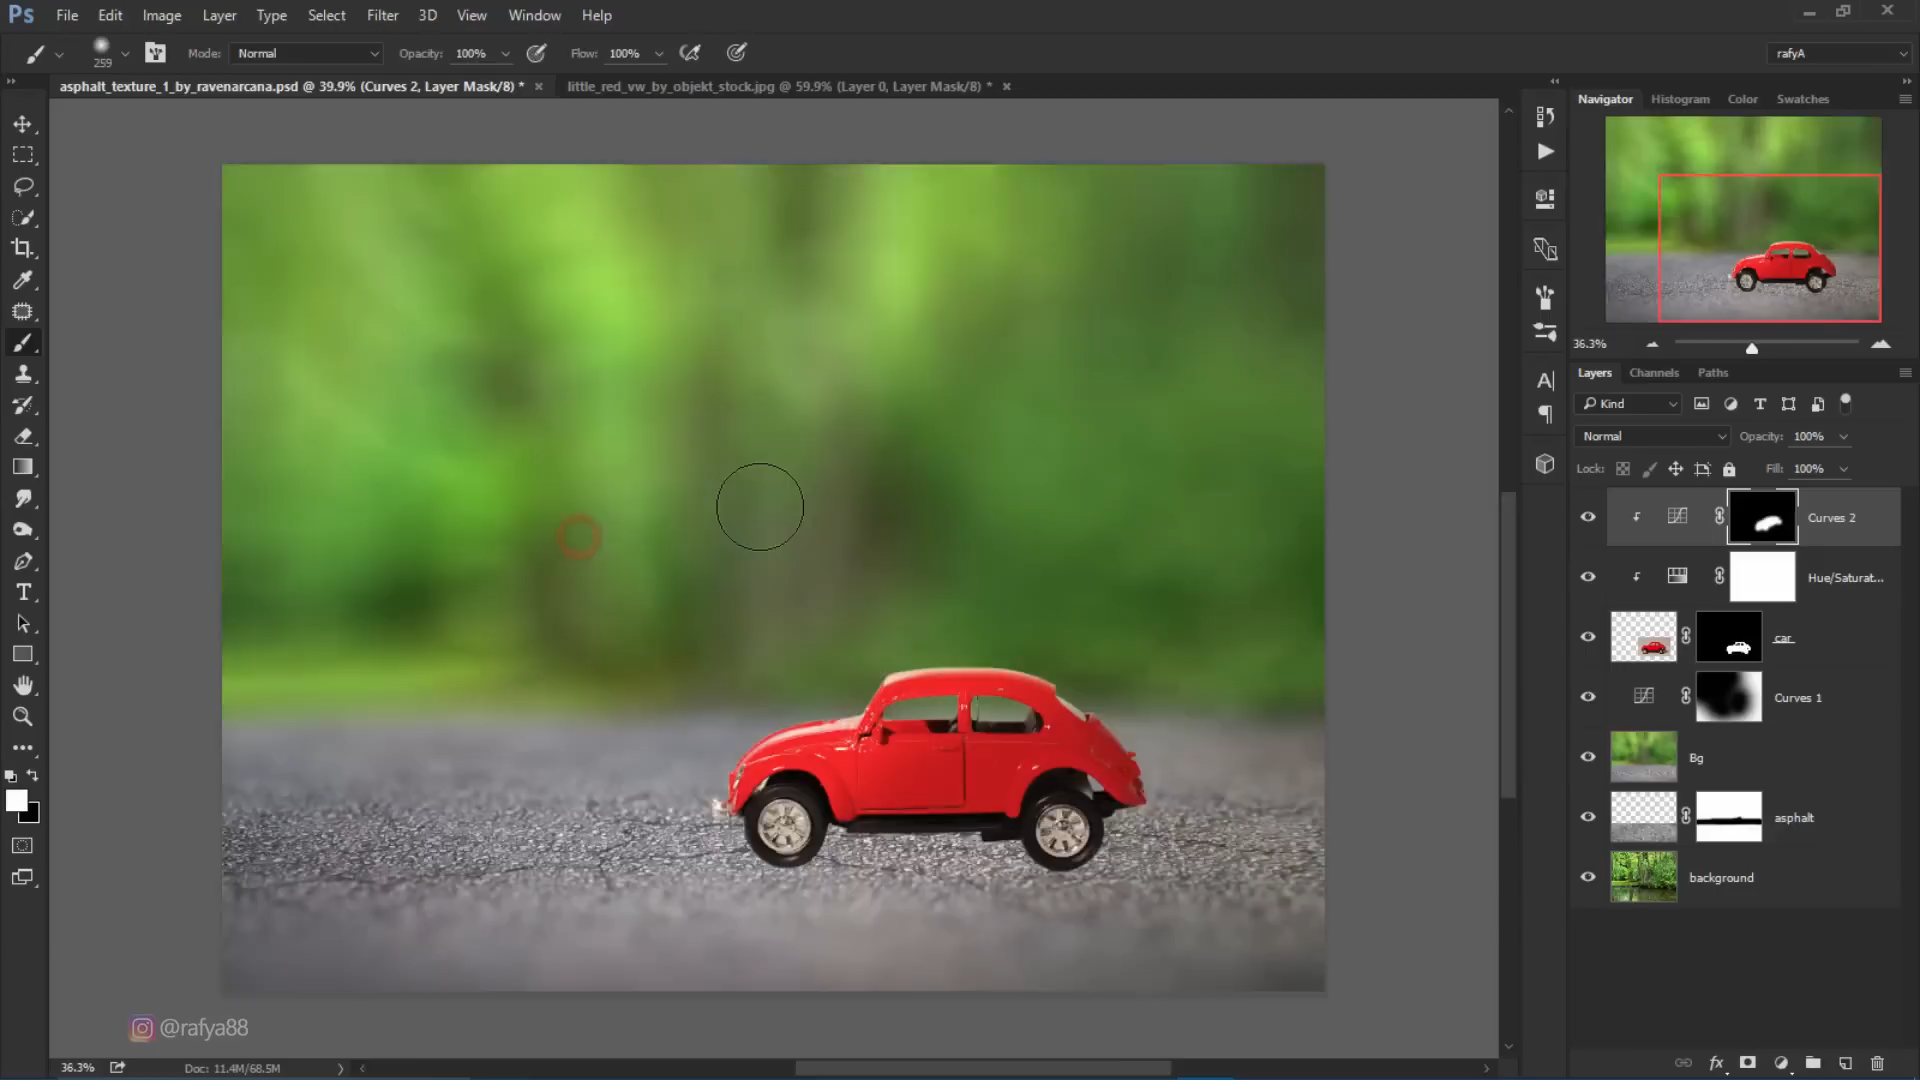 Ps File Edit Image Layer Type Select Filter 3D View Window Help
259 Mode: Normal Opacity: 100% Flow: 100% rafyA
asphalt_texture_1_by_ravenarcana.psd @ 39.9% (Curves 2, Layer Mask/8) * little_red_vw_by_objekt_stock.jpg @ 59.9% (Layer 0, Layer Mask/8) *
Navigator Histogram Color Swatches
36.3%
Layers Channels Paths
Kind
Normal Opacity: 100%
Lock: Fill: 100%
Curves 2
Hue/Saturat...
car
Curves 1
Bg
asphalt
background
@rafya88
36.3% Doc: 11.4M/68.5M